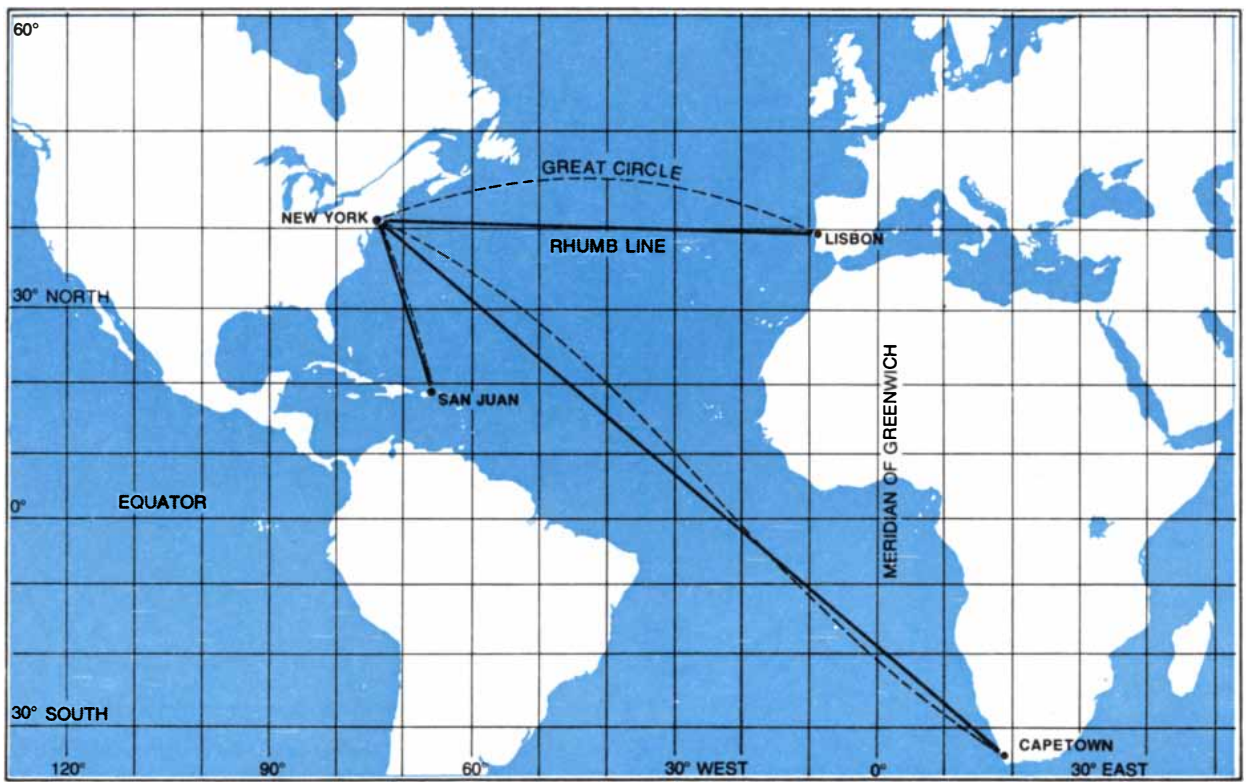 60°
GREAT CIRCLE
NEW YORK
LISBON
RHUMB LINE
30° NORTH
SAN JUAN
MERIDIAN OF GREENWICH
0°
EQUATOR
30° SOUTH
CAPETOWN
120°
90°
60°
30° WEST
0°
30° EAST